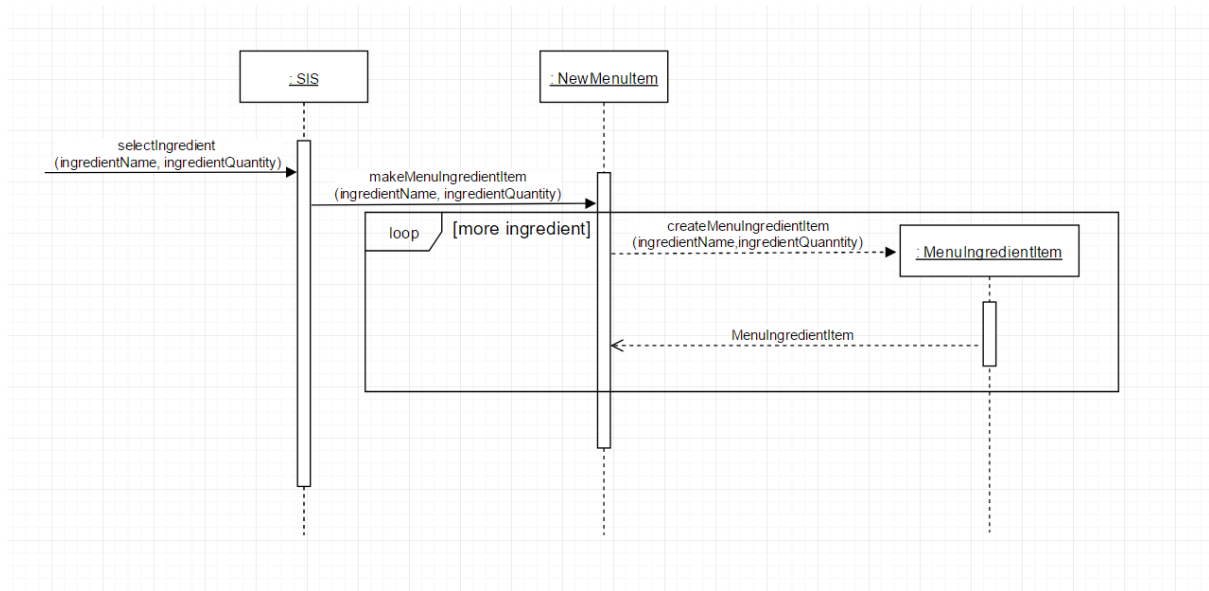 : SIS
: NewMenuItem
selectIngredient
(ingredientName, ingredientQuantity)
makeMenuIngredientItem
(ingredientName, ingredientQuantity)
loop
[more ingredient]
createMenuIngredientItem
(ingredientName,ingredientQuanntity)
: MenuIngredientItem
MenuIngredientItem